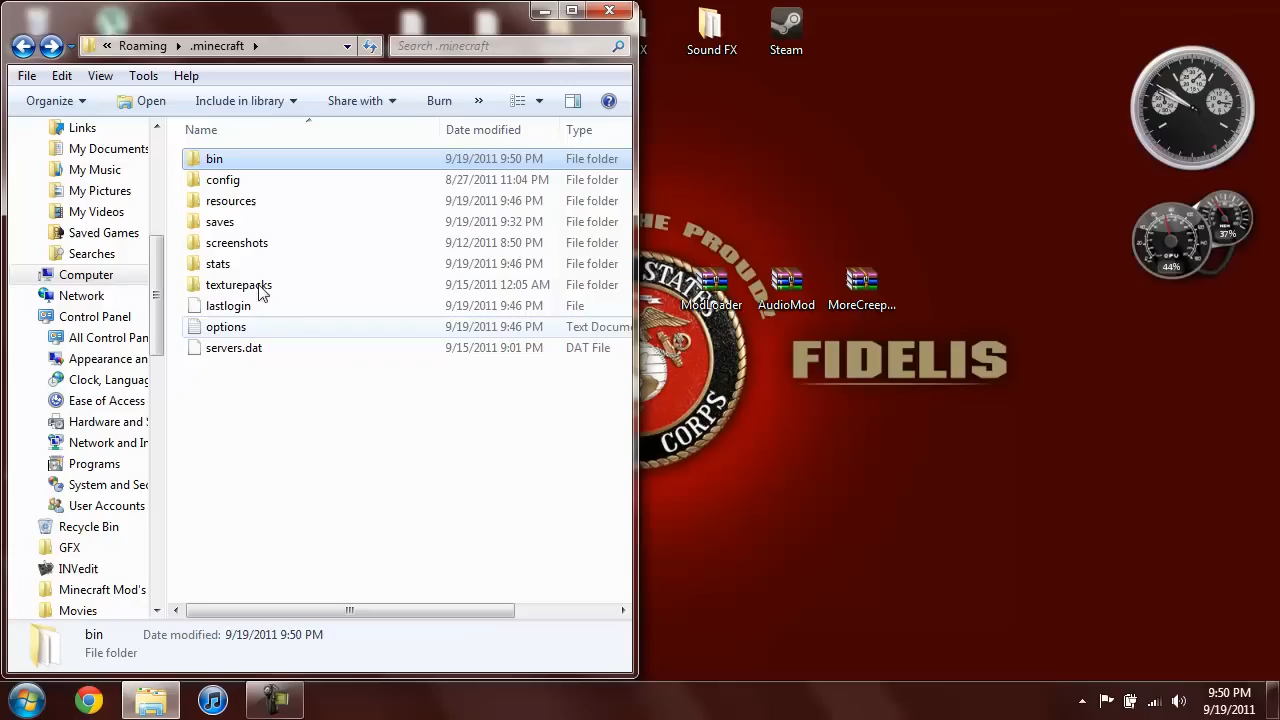 « Roaming ▸ .minecraft ▸
Search .minecraft
File Edit View Tools Help
Organize Open Include in library Share with Burn »
Name Date modified Type
Links
My Documents
My Music
My Pictures
My Videos
Saved Games
Searches
Computer
Network
Control Panel
All Control Pan
Appearance an
Clock, Languag
Ease of Access
Hardware and S
Network and In
Programs
System and Sec
User Accounts
Recycle Bin
GFX
INVedit
Minecraft Mod's
Movies
bin 9/19/2011 9:50 PM File folder
config 8/27/2011 11:04 PM File folder
resources 9/19/2011 9:46 PM File folder
saves 9/19/2011 9:32 PM File folder
screenshots 9/12/2011 8:50 PM File folder
stats 9/19/2011 9:46 PM File folder
texturepacks 9/15/2011 12:05 AM File folder
lastlogin 9/19/2011 9:46 PM File
options 9/19/2011 9:46 PM Text Docume
servers.dat 9/15/2011 9:01 PM DAT File
bin Date modified: 9/19/2011 9:50 PM
File folder
X
Sound FX
Steam
HE PROUD
STATES
CORPS
FIDELIS
ModLoader
AudioMod
MoreCreep...
MEM
37%
CPU
44%
9:50 PM
9/19/2011